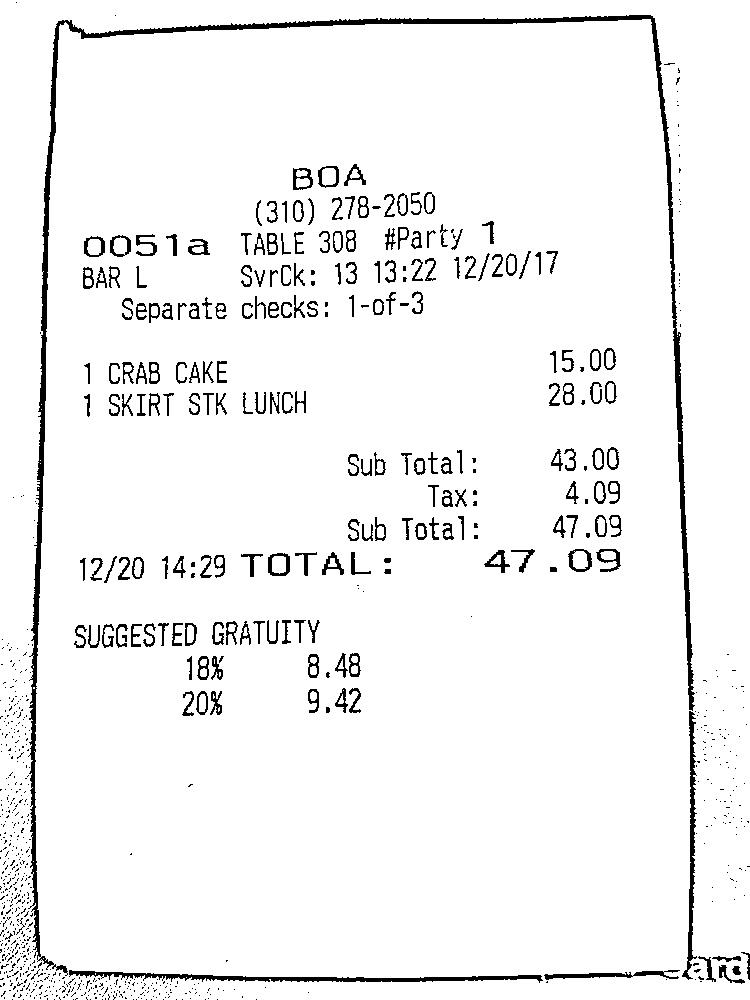 BOA
(310) 278-2050
0051a TABLE 308 #Party 1
BAR L SvrCk: 13 13:22 12/20/17
Separate checks: 1-of-3
1 CRAB CAKE 15.00
1 SKIRT STK LUNCH 28.00
Sub Total: 43.00
Tax: 4.09
Sub Total: 47.09
12/20 14:29 TOTAL: 47.09
SUGGESTED GRATUITY
18% 8.48
20% 9.42